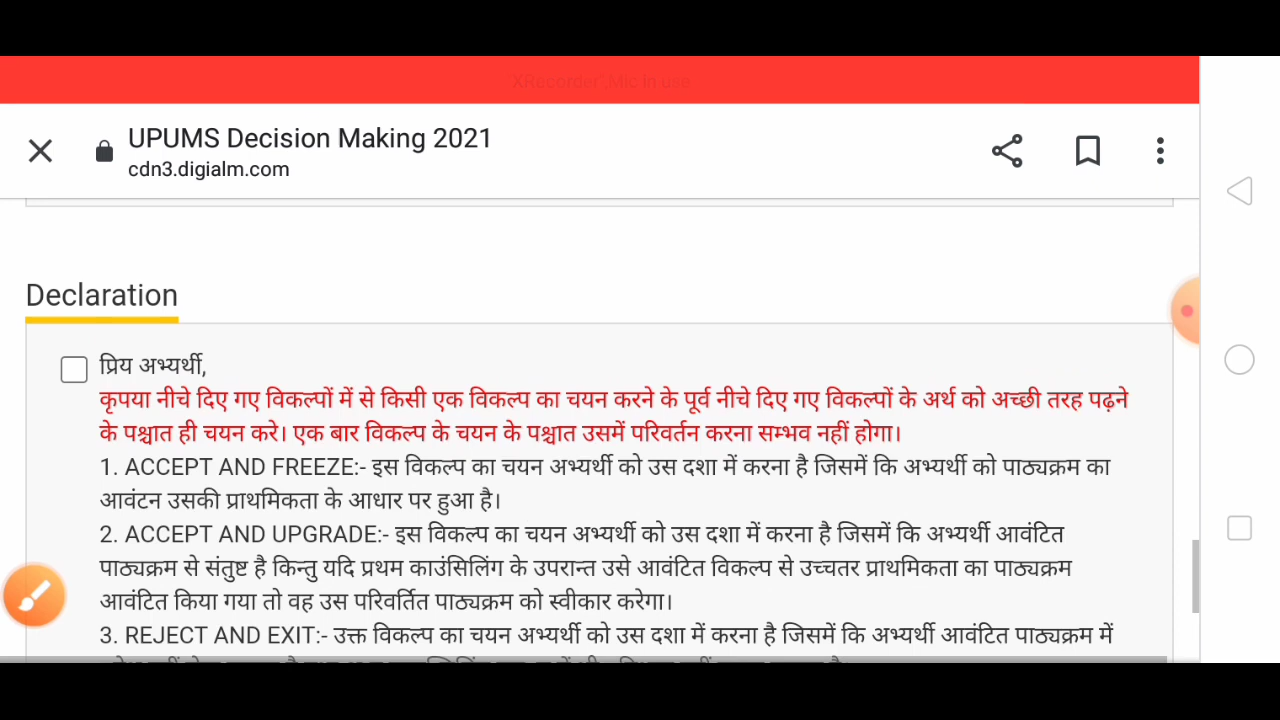 XRecorder".Mic in use
UPUMS Decision Making 2021
cdn3.digialm.com
Declaration
प्रिय अभ्यर्थी,
कृपया नीचे दिए गए विकल्पों में से किसी एक विकल्प का चयन करने के पूर्व नीचे दिए गए विकल्पों के अर्थ को अच्छी तरह पढ़ने
के पश्चात ही चयन करे। एक बार विकल्प के चयन के पश्चात उसमें परिवर्तन करना सम्भव नहीं होगा।
1. ACCEPT AND FREEZE:- इस विकल्प का चयन अभ्यर्थी को उस दशा में करना है जिसमें कि अभ्यर्थी को पाठ्यक्रम का
आवंटन उसकी प्राथमिकता के आधार पर हुआ है।
2. ACCEPT AND UPGRADE:- इस विकल्प का चयन अभ्यर्थी को उस दशा में करना है जिसमें कि अभ्यर्थी आवंटित
पाठ्यक्रम से संतुष्ट है किन्तु यदि प्रथम काउंसिलिंग के उपरान्त उसे आवंटित विकल्प से उच्चतर प्राथमिकता का पाठ्यक्रम
आवंटित किया गया तो वह उस परिवर्तित पाठ्यक्रम को स्वीकार करेगा।
3. REJECT AND EXIT:- उक्त विकल्प का चयन अभ्यर्थी को उस दशा में करना है जिसमें कि अभ्यर्थी आवंटित पाठ्यक्रम में